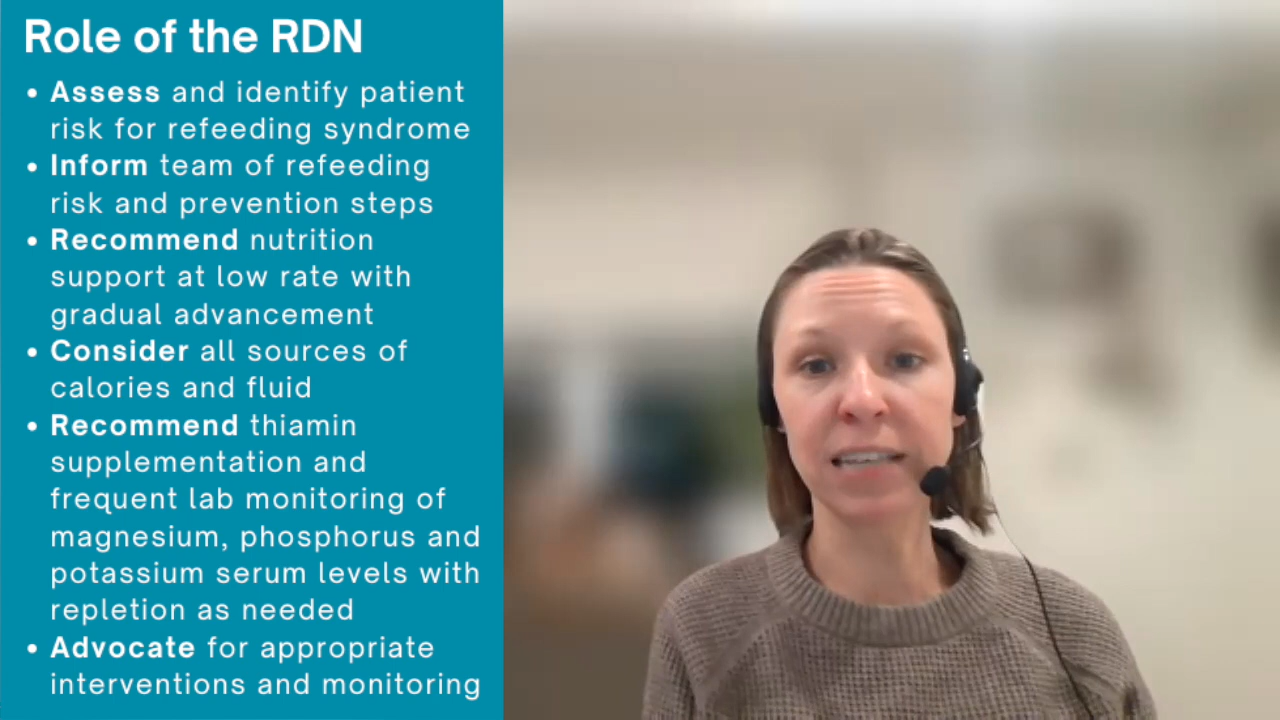 Role of the RDN
• Assess and identify patient
risk for refeeding syndrome
• Inform team of refeeding
risk and prevention steps
• Recommend nutrition
support at low rate with
gradual advancement
• Consider all sources of
calories and fluid
• Recommend thiamin
supplementation and
frequent lab monitoring of
magnesium, phosphorus and
potassium serum levels with
repletion as needed
• Advocate for appropriate
interventions and monitoring